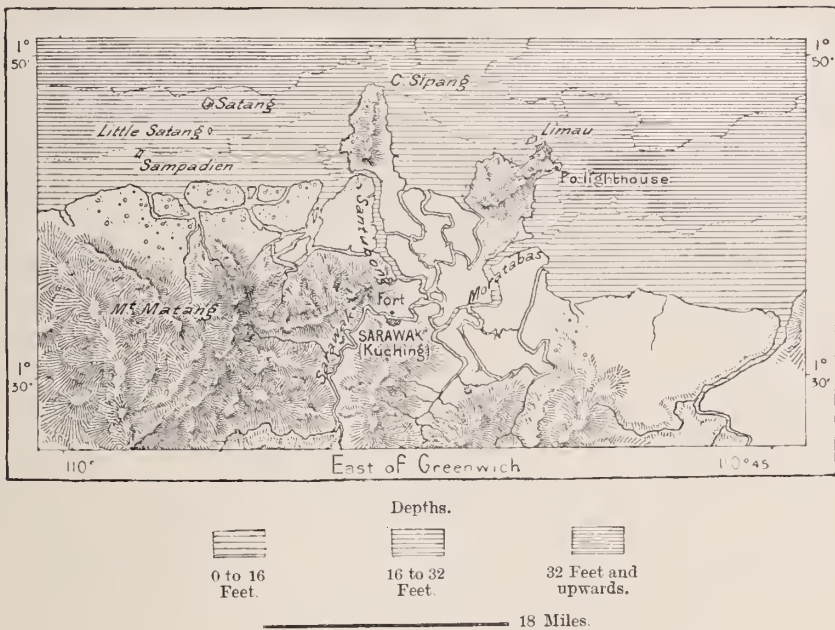 1°
50'
1°
50'
C. Sipang
Satang
Little Satang
Sampadien
Limau
Po. lighthouse
Santubong
Moratabas
Fort
Mt. Matang
Sarawak
SARAWAK
(Kuching)
1°
30'
1°
30'
110°
East of Greenwich
110°45
Depths.
0 to 16
Feet.
16 to 32
Feet.
32 Feet and
upwards.
18 Miles.